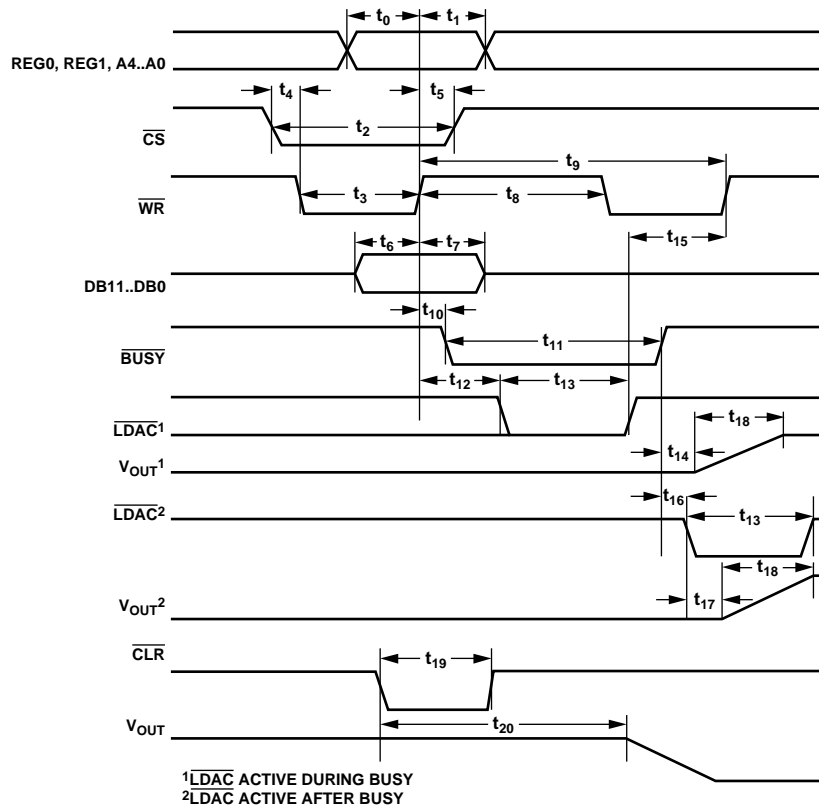 t0 t1
REG0, REG1, A4..A0
t4 t5
t2
CS
t9
t3 t8
WR
t15
t6 t7
DB11..DB0
t10
t11
BUSY
t12 t13
LDAC1
t18
t14
VOUT1
t16
LDAC2
t13
t18
t17
VOUT2
CLR
t19
t20
VOUT
1LDAC ACTIVE DURING BUSY
2LDAC ACTIVE AFTER BUSY